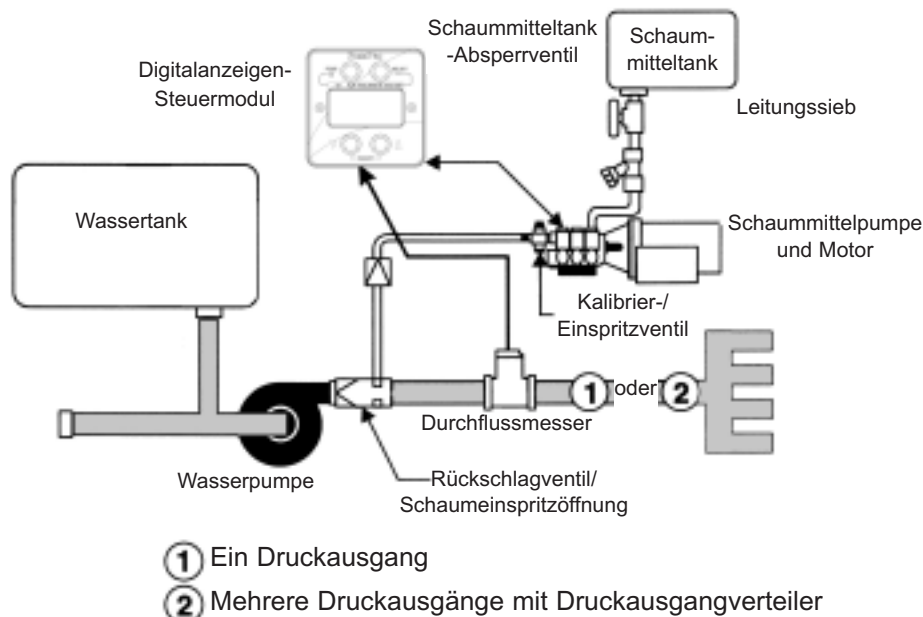 Schaummitteltank
-Absperrventil
Schaum-
mitteltank
Digitalanzeigen-
Steuermodul
Leitungssieb
Wassertank
Schaummittelpumpe
und Motor
Kalibrier-/
Einspritzventil
1 oder 2
Durchflussmesser
Wasserpumpe
Rückschlagventil/
Schaumeinspritzöffnung
1 Ein Druckausgang
2 Mehrere Druckausgänge mit Druckausgangverteiler